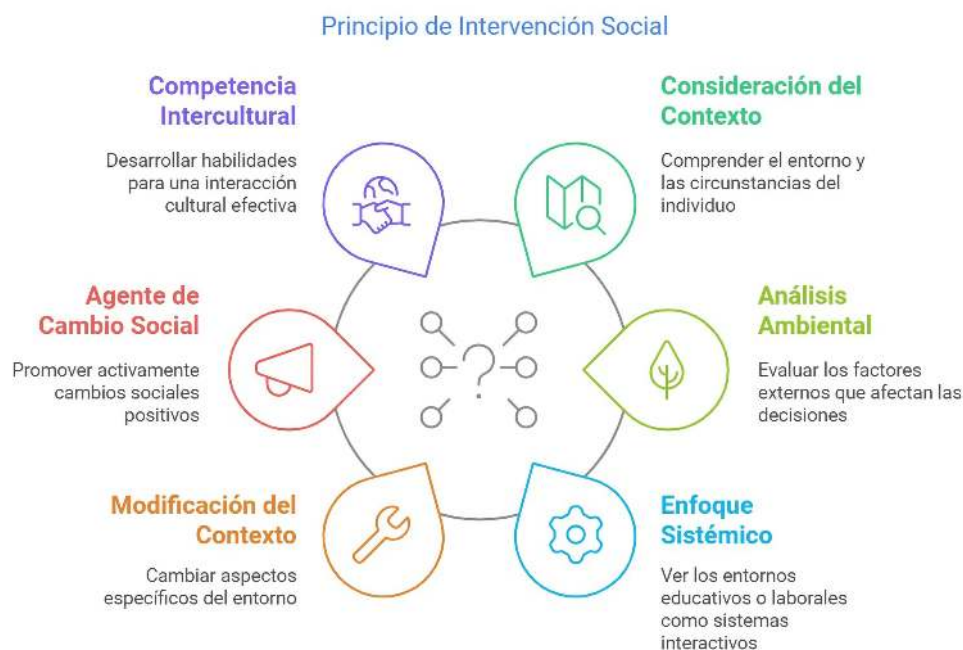 Principio de Intervención Social
Competencia
Intercultural
Desarrollar habilidades
para una interacción
cultural efectiva
Consideración del
Contexto
Comprender el entorno y
las circunstancias del
individuo
Agente de
Cambio Social
Promover activamente
cambios sociales
positivos
Análisis
Ambiental
Evaluar los factores
externos que afectan las
decisiones
Modificación del
Contexto
Cambiar aspectos
específicos del entorno
Enfoque
Sistémico
Ver los entornos
educativos o laborales
como sistemas
interactivos